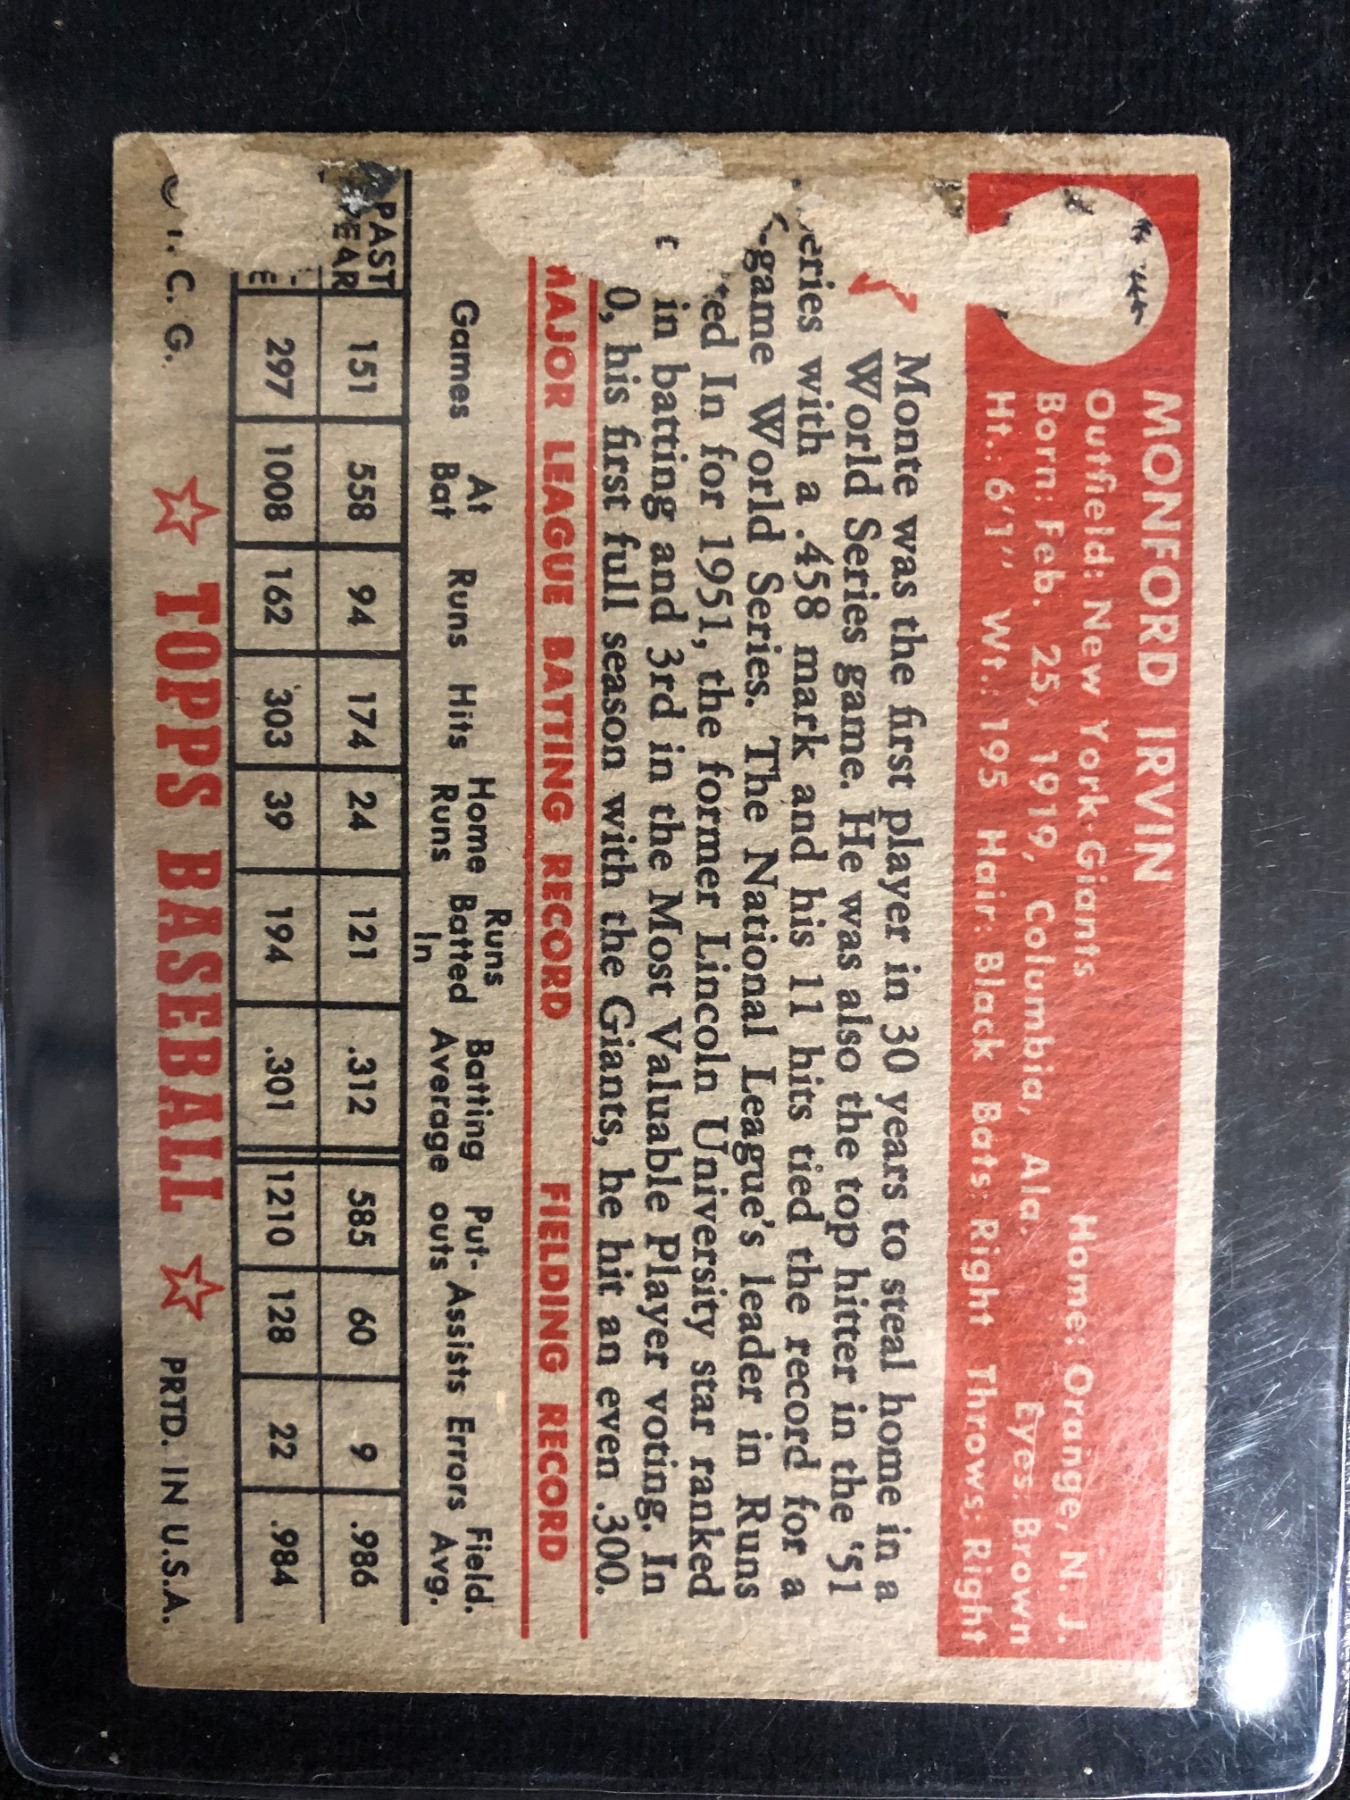 MONFORD IRVIN
Outfield: New York-Giants Home: Orange, N. J.
Born: Feb. 25, 1919, Columbia, Ala. Eyes: Brown
Ht.: 6'1" Wt.: 195 Hair: Black Bats: Right Throws: Right
Monte was the first player in 30 years to steal home in a
World Series game. He was also the top hitter in the '51
eries with a .458 mark and his 11 hits tied the record for a
game World Series. The National League's leader in Runs
ted In for 1951, the former Lincoln University star ranked
in batting and 3rd in the Most Valuable Player voting. In
0, his first full season with the Giants, he hit an even .300.
MAJOR LEAGUE BATTING RECORD FIELDING RECORD
Games At Bat Runs Hits Home Runs Runs Batted In Batting Average Put-outs Assists Errors Field. Avg.
PAST YEAR 151 558 94 174 24 121 .312 585 60 9 .986
E 297 1008 162 303 39 194 .301 1210 128 22 .984
T. C. G. TOPPS BASEBALL PRTD. IN U.S.A.